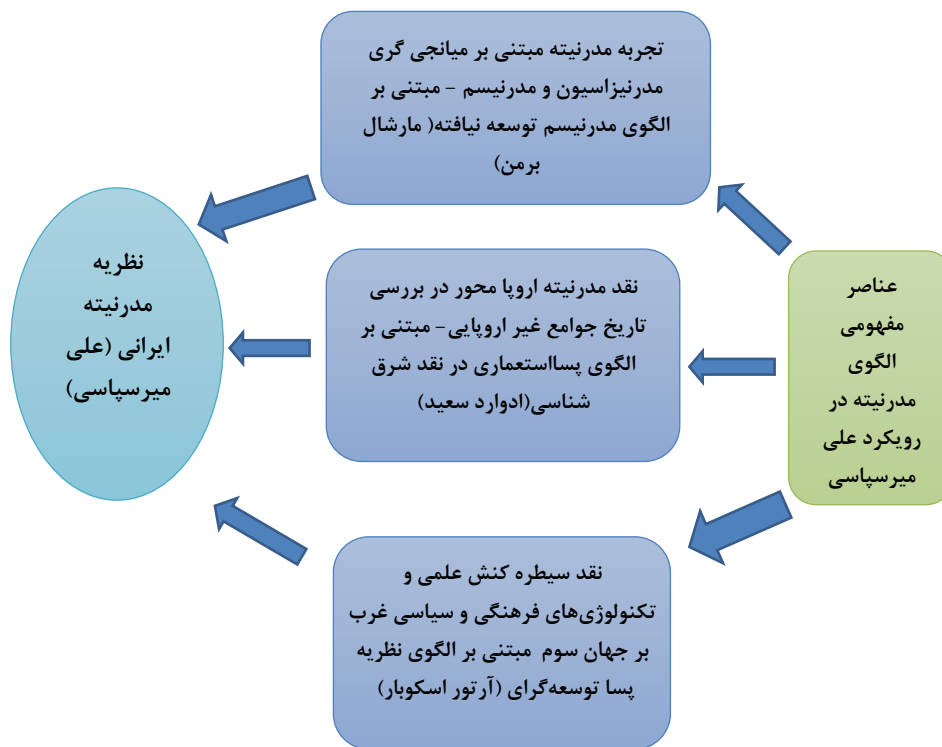 عناصر
مفهومی
الگوی
مدرنیته در
رویکرد علی
میرسپاسی
تجربه مدرنیته مبتنی بر میانجی گری
مدرنیزاسیون و مدرنیسم – مبتنی بر
الگوی مدرنیسم توسعه نیافته( مارشال
برمن)
نقد مدرنیته اروپا محور در بررسی
تاریخ جوامع غیر اروپایی– مبتنی بر
الگوی پسااستعماری در نقد شرق
شناسی(ادوارد سعید)
نقد سیطره کنش علمی و
تکنولوژی‌های فرهنگی و سیاسی غرب
بر جهان سوم مبتنی بر الگوی نظریه
پسا توسعه‌گرای (آرتور اسکوبار)
نظریه
مدرنیته
ایرانی (علی
میرسپاسی)